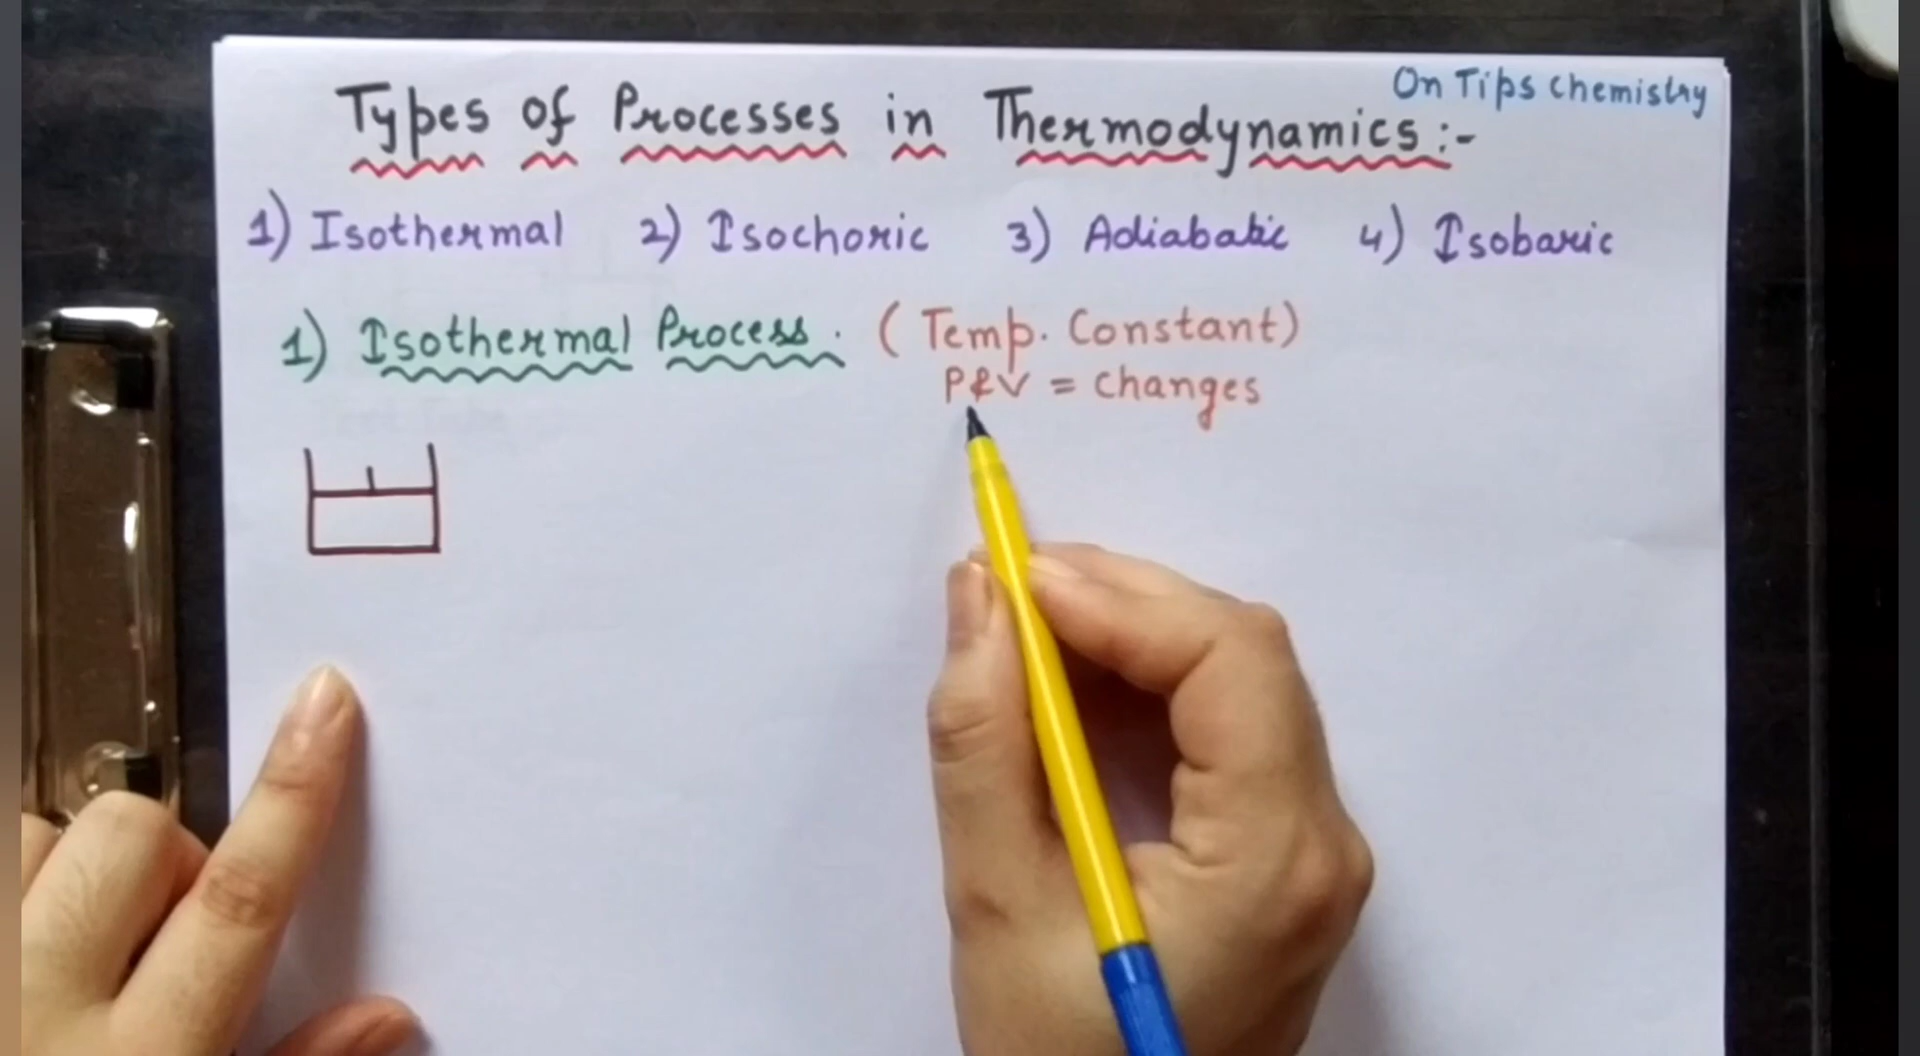 On Tips Chemistry
Types of Processes in Thermodynamics:-
1) Isothermal 2) Isochoric 3) Adiabatic 4) Isobaric
1) Isothermal Process. (Temp. Constant)
P&V = Changes